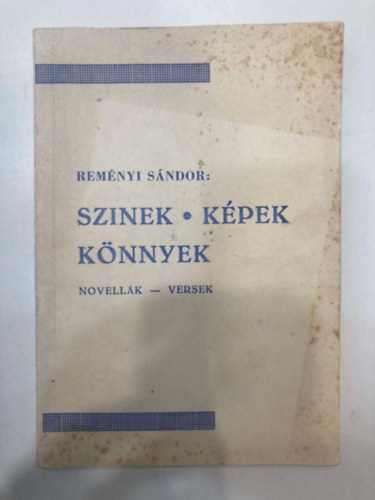 REMÉNYI SÁNDOR:
SZINEK • KÉPEK
KÖNNYEK
NOVELLÁK — VERSEK